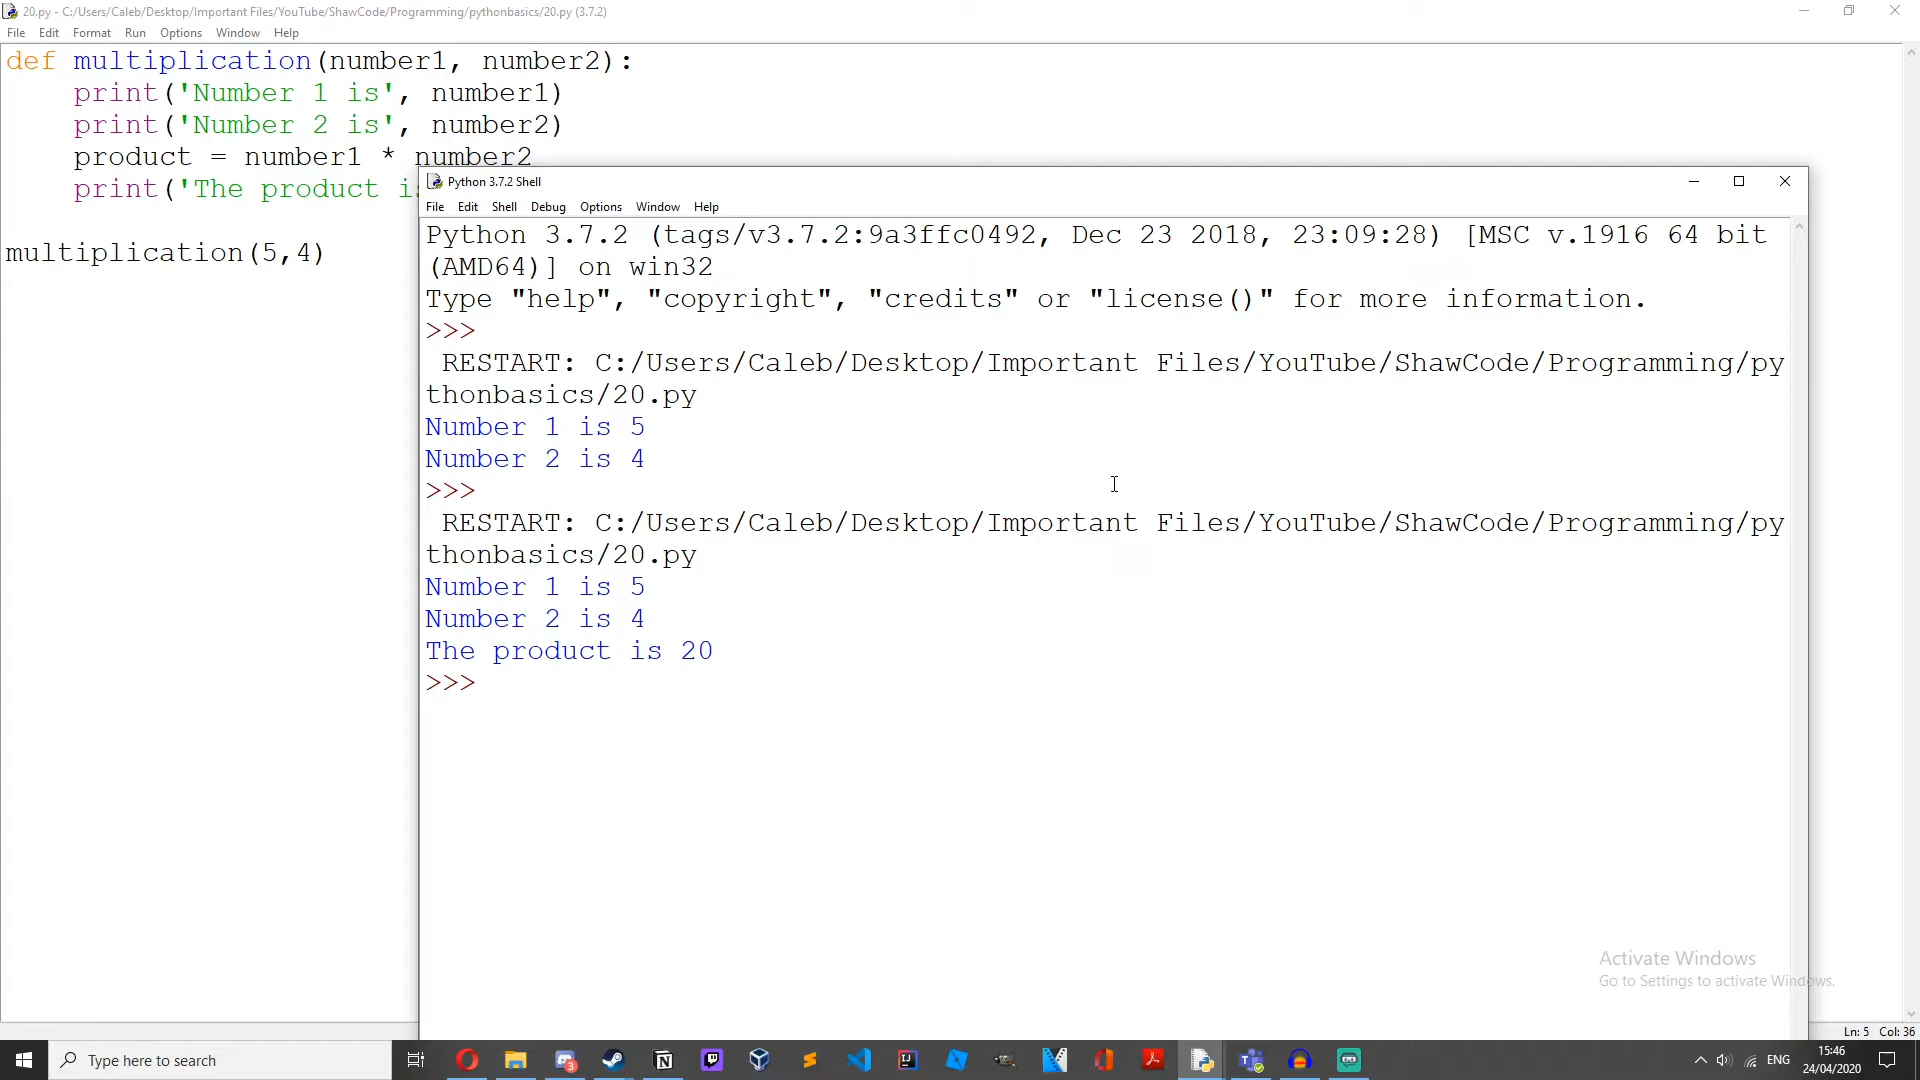 20.py - C:/Users/Caleb/Desktop/Important Files/YouTube/ShawCode/Programming/pythonbasics/20.py (3.7.2)
File Edit Format Run Options Window Help
def multiplication(number1, number2):
    print('Number 1 is', number1)
    print('Number 2 is', number2)
    product = number1 * number2
    print('The product is
multiplication(5,4)
Python 3.7.2 Shell
File Edit Shell Debug Options Window Help
Python 3.7.2 (tags/v3.7.2:9a3ffc0492, Dec 23 2018, 23:09:28) [MSC v.1916 64 bit
(AMD64)] on win32
Type "help", "copyright", "credits" or "license()" for more information.
>>>
 RESTART: C:/Users/Caleb/Desktop/Important Files/YouTube/ShawCode/Programming/py
thonbasics/20.py
Number 1 is 5
Number 2 is 4
>>>
 RESTART: C:/Users/Caleb/Desktop/Important Files/YouTube/ShawCode/Programming/py
thonbasics/20.py
Number 1 is 5
Number 2 is 4
The product is 20
>>>
Activate Windows
Go to Settings to activate Windows.
Ln: 5 Col: 36
Type here to search
3
ENG
15:46
24/04/2020